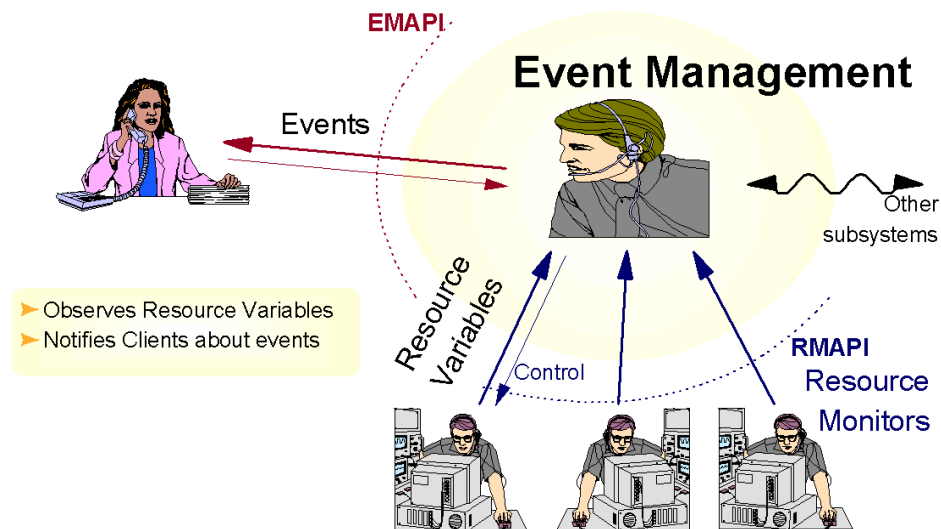 EMAPI
Event Management
Events
Other
subsystems
Resource
Variables
➤ Observes Resource Variables
➤ Notifies Clients about events
Control
RMAPI
Resource
Monitors